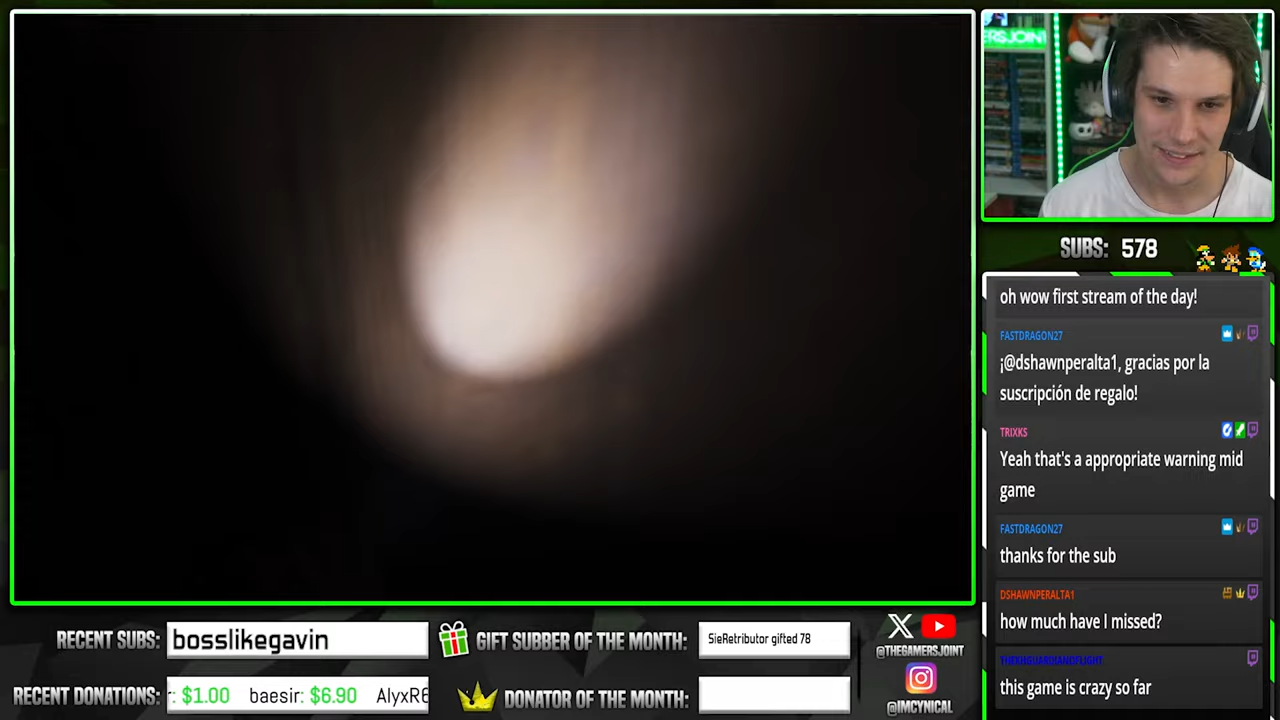 ERSJOINT
SUBS: 578
oh wow first stream of the day!
FASTDRAGON27
¡@dshawnperalta1, gracias por la
suscripción de regalo!
TRIXKS
Yeah that's a appropriate warning mid
game
FASTDRAGON27
thanks for the sub
DSHAWNPERALTA1
how much have I missed?
THEKHGUARDIANOFLIGHT
this game is crazy so far
RECENT SUBS: bosslikegavin
GIFT SUBBER OF THE MONTH: SieRetributor gifted 78
@THEGAMERSJOINT
RECENT DONATIONS: r: $1.00 baesir: $6.90 AlyxR6
DONATOR OF THE MONTH:
@IMCYNICAL